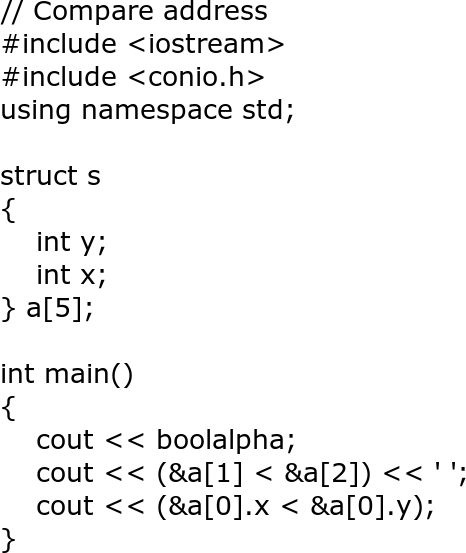 // Compare address
#include <iostream>
#include <conio.h>
using namespace std;

struct s
{
    int y;
    int x;
} a[5];

int main()
{
    cout << boolalpha;
    cout << (&a[1] < &a[2]) << ' ';
    cout << (&a[0].x < &a[0].y);
}